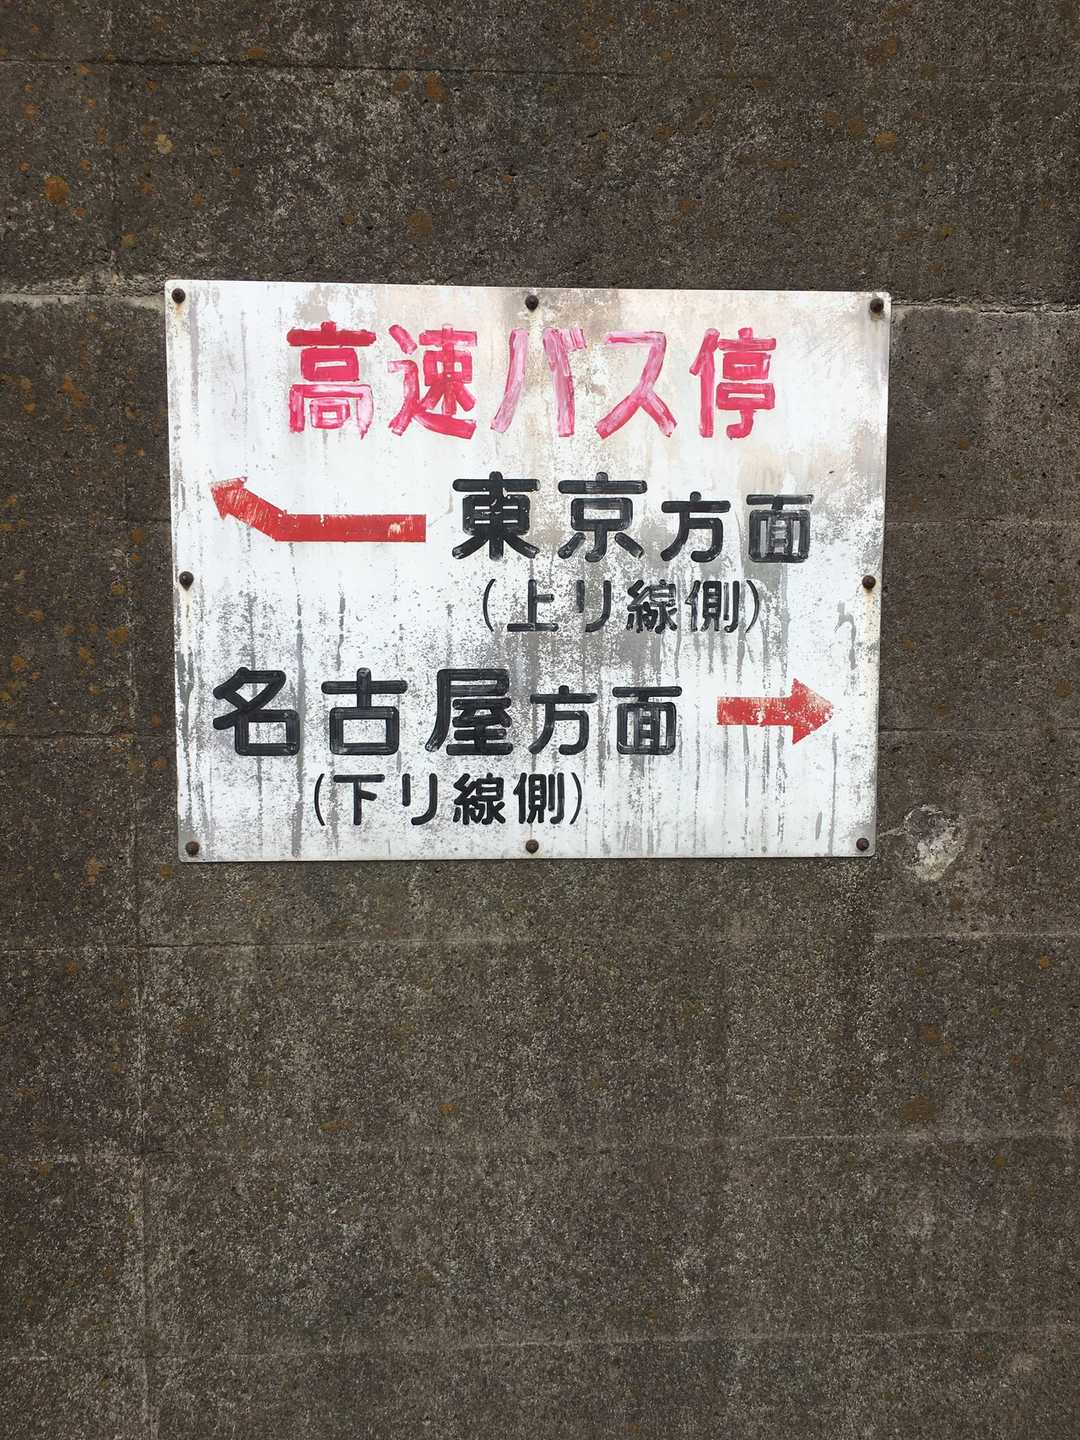 高速バス停
東京方面
(上り線側)
名古屋方面
(下り線側)